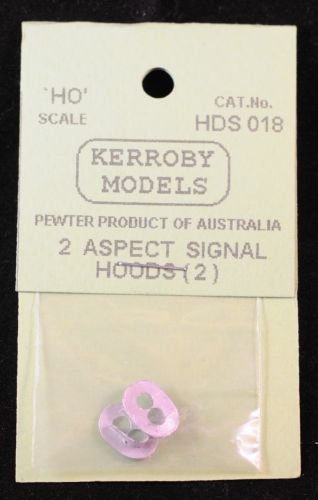 'HO'
SCALE
CAT.No.
HDS 018
KERROBY
MODELS
PEWTER PRODUCT OF AUSTRALIA
2 ASPECT SIGNAL
HOODS (2)